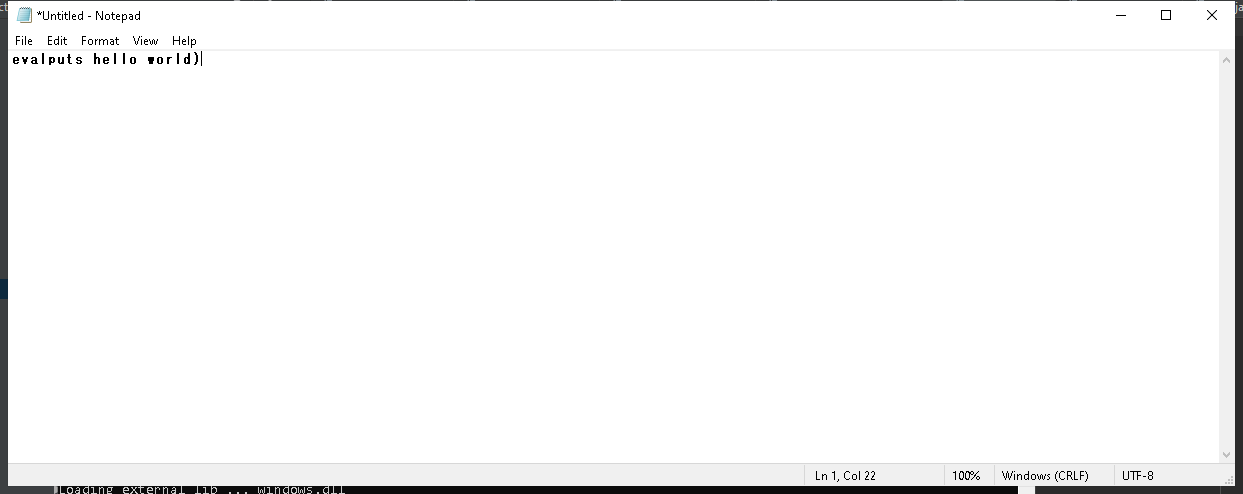 *Untitled - Notepad
File Edit Format View Help
evalputs hello world)
Ln 1, Col 22 100% Windows (CRLF) UTF-8
Loading external lib ... windows.dll